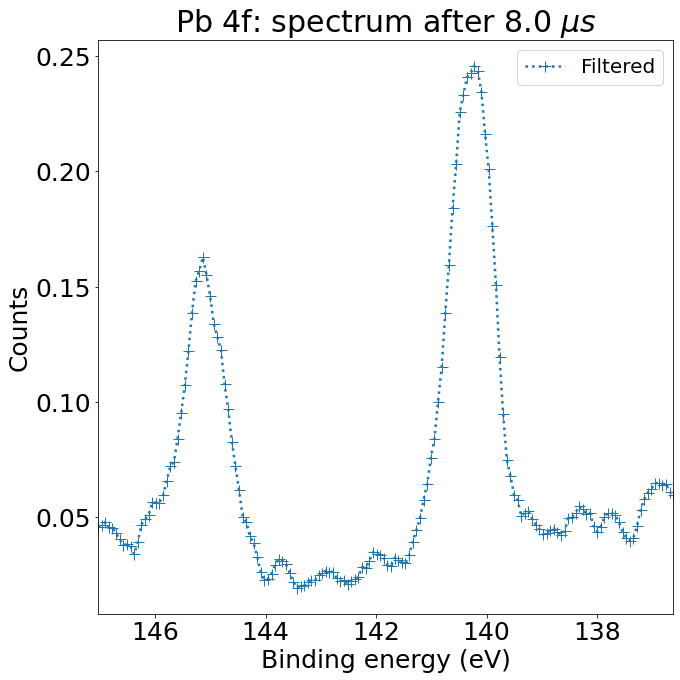 Pb 4f: spectrum after 8.0 μs
Filtered
Counts
0.25
0.20
0.15
0.10
0.05
146 144 142 140 138
Binding energy (eV)